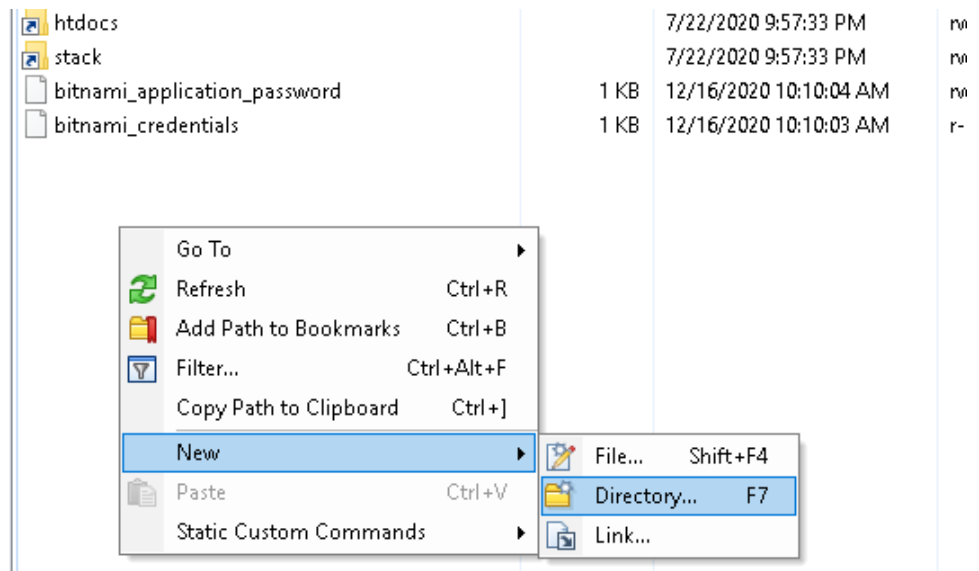 htdocs 7/22/2020 9:57:33 PM
stack 7/22/2020 9:57:33 PM
bitnami_application_password 1 KB 12/16/2020 10:10:04 AM
bitnami_credentials 1 KB 12/16/2020 10:10:03 AM r-
Go To
Refresh Ctrl+R
Add Path to Bookmarks Ctrl+B
Filter... Ctrl+Alt+F
Copy Path to Clipboard Ctrl+]
New
File... Shift+F4
Paste Ctrl+V
Directory... F7
Static Custom Commands
Link...